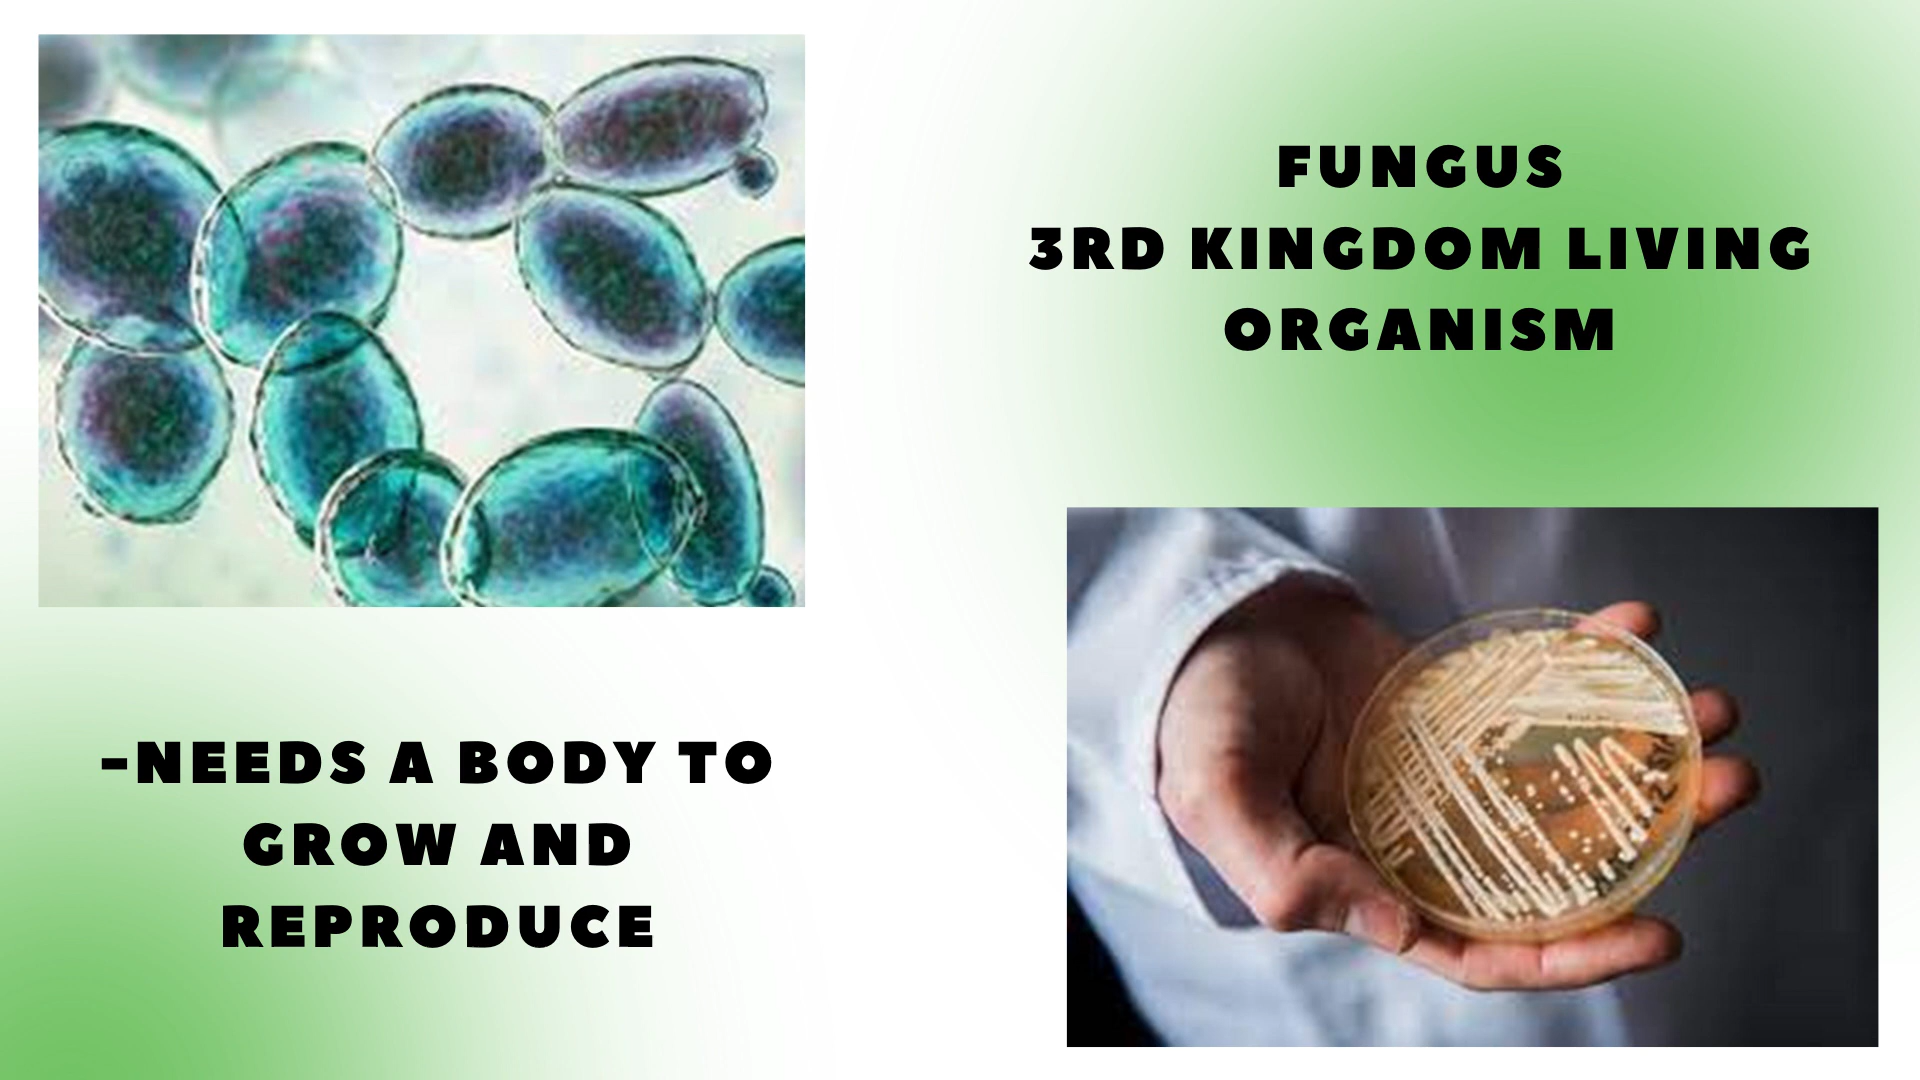 FUNGUS
3RD KINGDOM LIVING
ORGANISM
-NEEDS A BODY TO
GROW AND
REPRODUCE